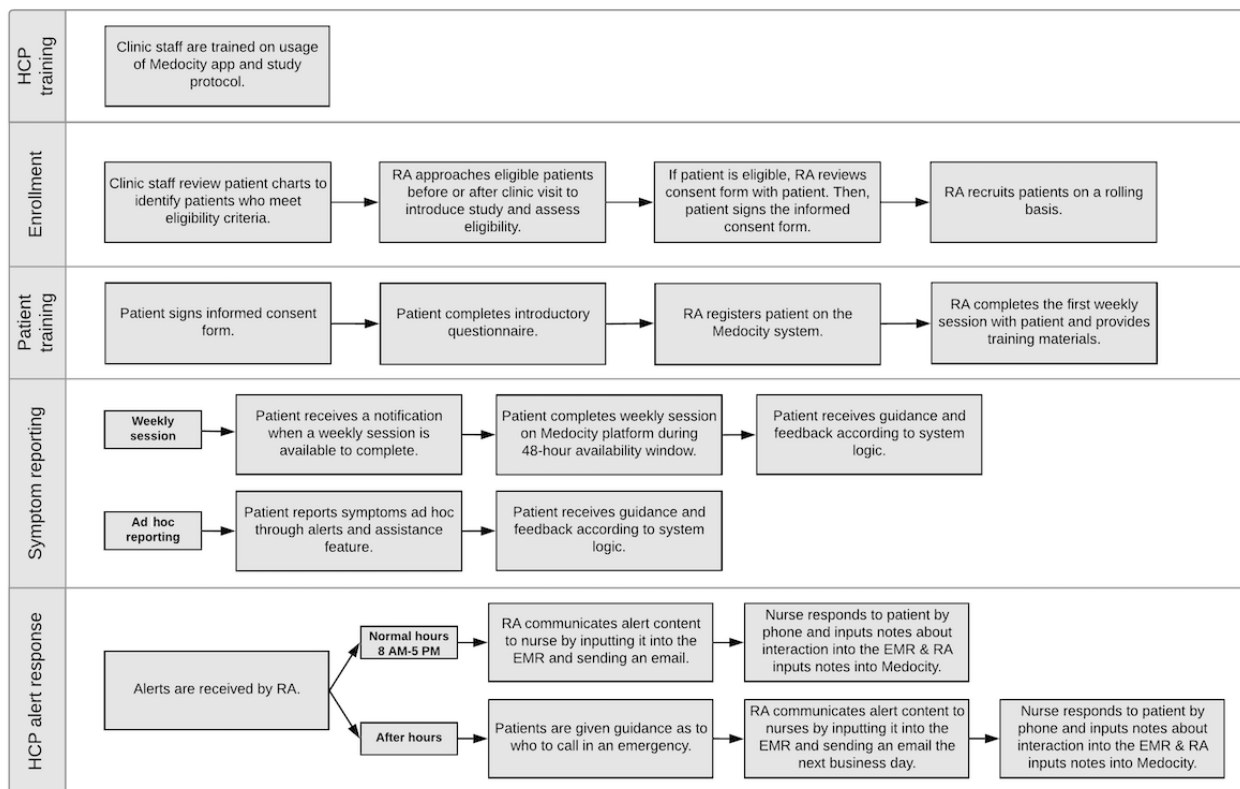 HCP
training
Clinic staff are trained on usage
of Medocity app and study
protocol.
Enrollment
Clinic staff review patient charts to
identify patients who meet
eligibility criteria.
RA approaches eligible patients
before or after clinic visit to
introduce study and assess
eligibility.
If patient is eligible, RA reviews
consent form with patient. Then,
patient signs the informed
consent form.
RA recruits patients on a rolling
basis.
Patient
training
Patient signs informed consent
form.
Patient completes introductory
questionnaire.
RA registers patient on the
Medocity system.
RA completes the first weekly
session with patient and provides
training materials.
Symptom reporting
Weekly
session
Patient receives a notification
when a weekly session is
available to complete.
Patient completes weekly session
on Medocity platform during
48-hour availability window.
Patient receives guidance and
feedback according to system
logic.
Ad hoc
reporting
Patient reports symptoms ad hoc
through alerts and assistance
feature.
Patient receives guidance and
feedback according to system
logic.
HCP alert response
Alerts are received by RA.
Normal hours
8 AM-5 PM
RA communicates alert content
to nurse by inputting it into the
EMR and sending an email.
Nurse responds to patient by
phone and inputs notes about
interaction into the EMR & RA
inputs notes into Medocity.
After hours
Patients are given guidance as to
who to call in an emergency.
RA communicates alert content to
nurses by inputting it into the
EMR and sending an email the
next business day.
Nurse responds to patient by
phone and inputs notes about
interaction into the EMR & RA
inputs notes into Medocity.